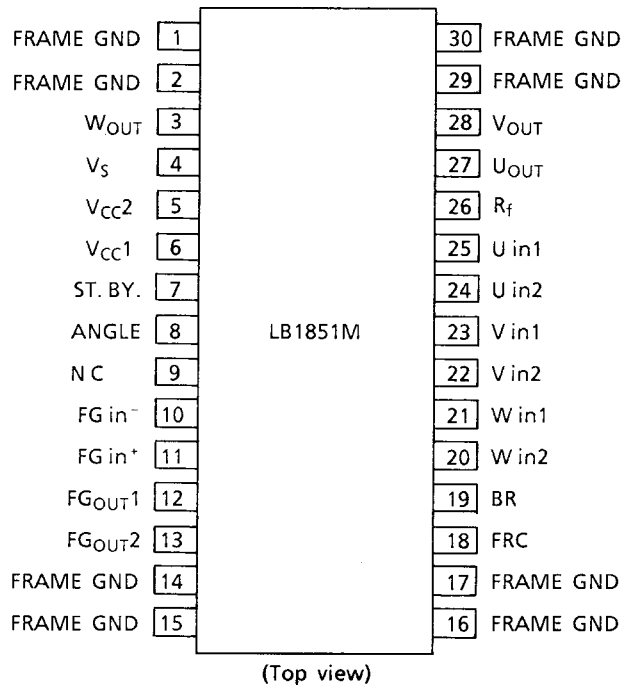 FRAME GND 1 30 FRAME GND
FRAME GND 2 29 FRAME GND
WOUT 3 28 VOUT
VS 4 27 UOUT
VCC2 5 26 Rf
VCC1 6 25 U in1
ST. BY. 7 24 U in2
ANGLE 8 LB1851M 23 V in1
N C 9 22 V in2
FG in⁻ 10 21 W in1
FG in⁺ 11 20 W in2
FGOUT1 12 19 BR
FGOUT2 13 18 FRC
FRAME GND 14 17 FRAME GND
FRAME GND 15 16 FRAME GND
(Top view)